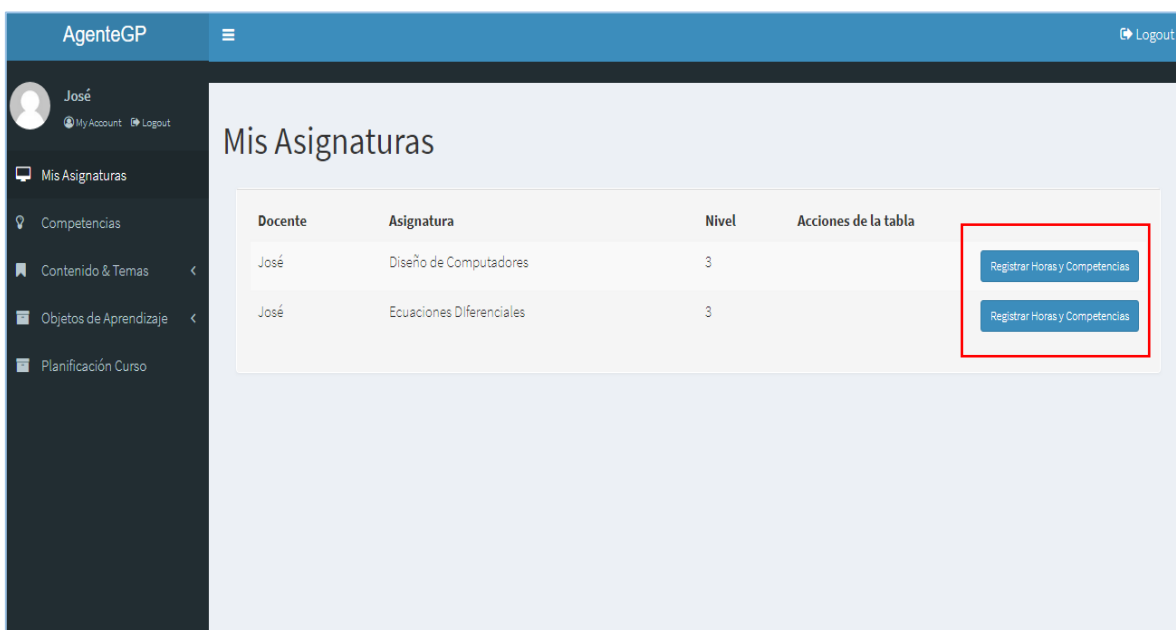 AgenteGP
Logout
José
My Account Logout
Mis Asignaturas
Competencias
Contenido & Temas
Objetos de Aprendizaje
Planificación Curso
Mis Asignaturas
Docente Asignatura Nivel Acciones de la tabla
José Diseño de Computadores 3 Registrar Horas y Competencias
José Ecuaciones DIferenciales 3 Registrar Horas y Competencias